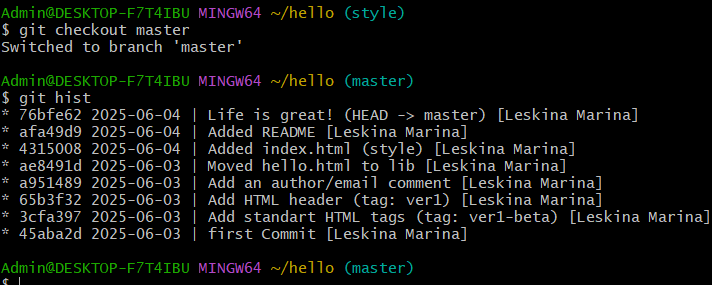 Admin@DESKTOP-F7T4IBU MINGW64 ~/hello (style)
$ git checkout master
Switched to branch 'master'
Admin@DESKTOP-F7T4IBU MINGW64 ~/hello (master)
$ git hist
* 76bfe62 2025-06-04 | Life is great! (HEAD -> master) [Leskina Marina]
* afa49d9 2025-06-04 | Added README [Leskina Marina]
* 4315008 2025-06-04 | Added index.html (style) [Leskina Marina]
* ae8491d 2025-06-03 | Moved hello.html to lib [Leskina Marina]
* a951489 2025-06-03 | Add an author/email comment [Leskina Marina]
* 65b3f32 2025-06-03 | Add HTML header (tag: ver1) [Leskina Marina]
* 3cfa397 2025-06-03 | Add standart HTML tags (tag: ver1-beta) [Leskina Marina]
* 45aba2d 2025-06-03 | first Commit [Leskina Marina]
Admin@DESKTOP-F7T4IBU MINGW64 ~/hello (master)
$